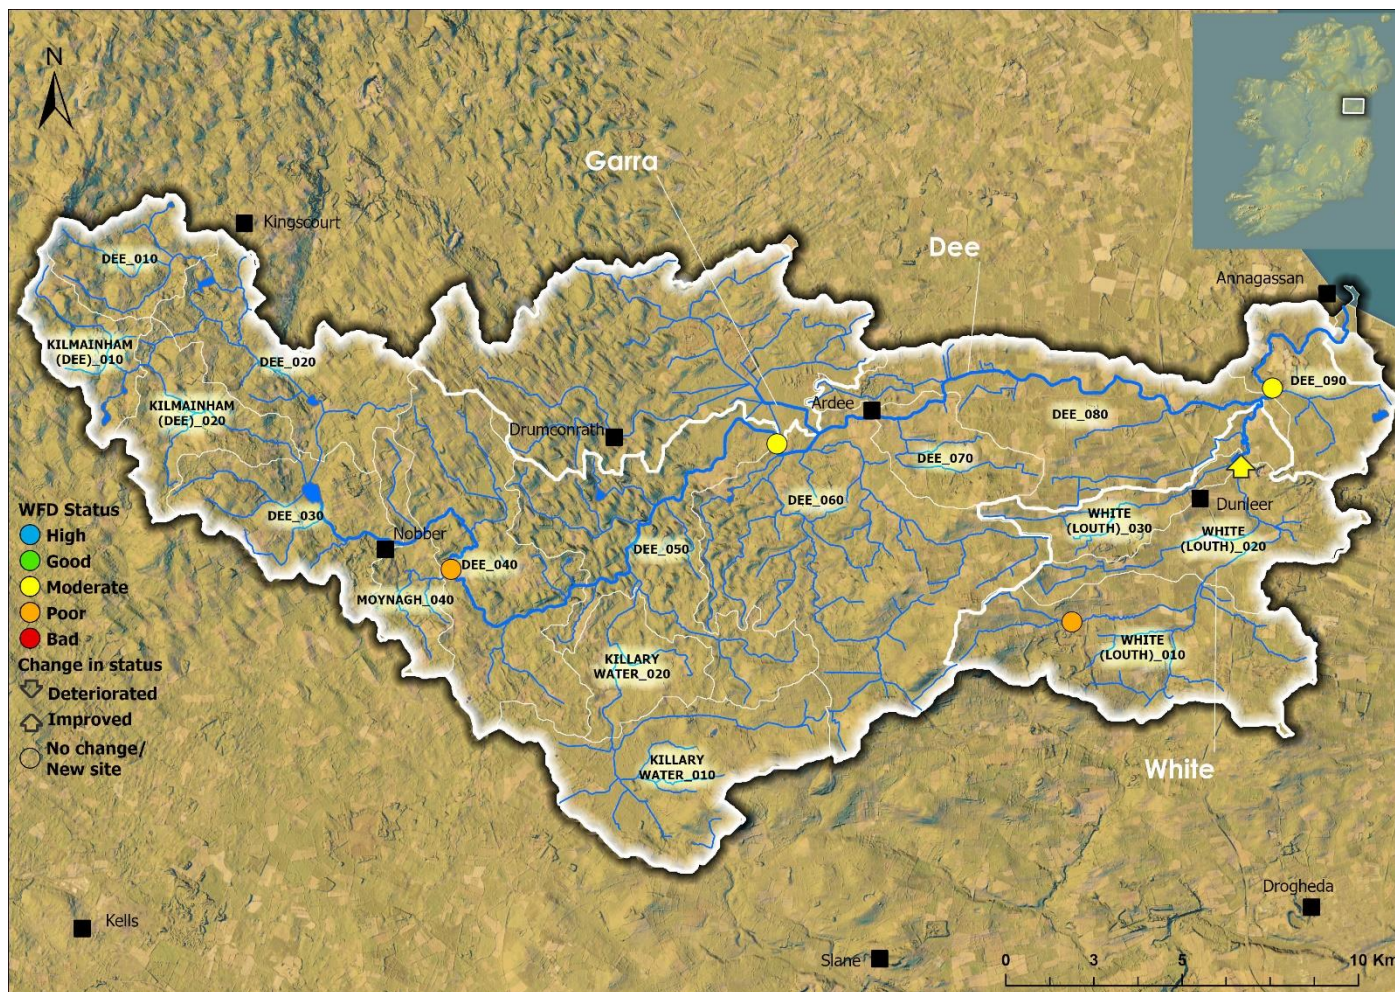 N
Garra
Kingscourt
Dee
DEE_010
Annagassan
KILMAINHAM
(DEE)_010
DEE_020
DEE_090
KILMAINHAM
(DEE)_020
Ardee
DEE_080
Drumconrath
DEE_070
DEE_060
Dunleer
WFD Status
High
Good
Moderate
Poor
Bad
Change in status
Deteriorated
Improved
No change/
New site
DEE_030
WHITE
(LOUTH)_030
WHITE
(LOUTH)_020
Nobber
DEE_050
DEE_040
MOYNAGH_040
KILLARY
WATER_020
WHITE
(LOUTH)_010
KILLARY
WATER_010
White
Drogheda
Kells
Slane
0 3 5 10 Km